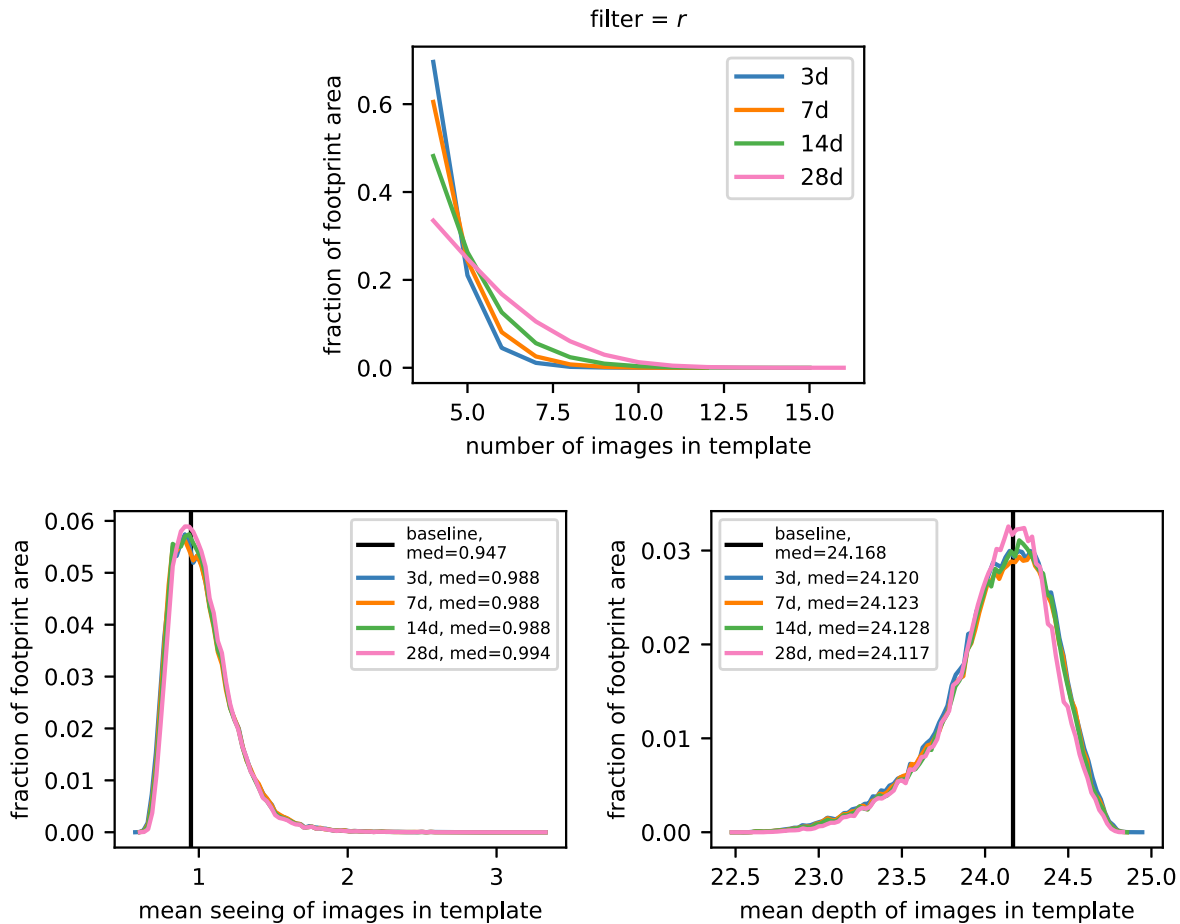 filter = r
fraction of footprint area
0.6
0.4
0.2
0.0
3d
7d
14d
28d
5.0
7.5
10.0
12.5
15.0
number of images in template
fraction of footprint area
0.06
0.05
0.04
0.03
0.02
0.01
0.00
baseline,
med=0.947
3d, med=0.988
7d, med=0.988
14d, med=0.988
28d, med=0.994
1
2
3
mean seeing of images in template
fraction of footprint area
0.03
0.02
0.01
0.00
baseline,
med=24.168
3d, med=24.120
7d, med=24.123
14d, med=24.128
28d, med=24.117
22.5
23.0
23.5
24.0
24.5
25.0
mean depth of images in template